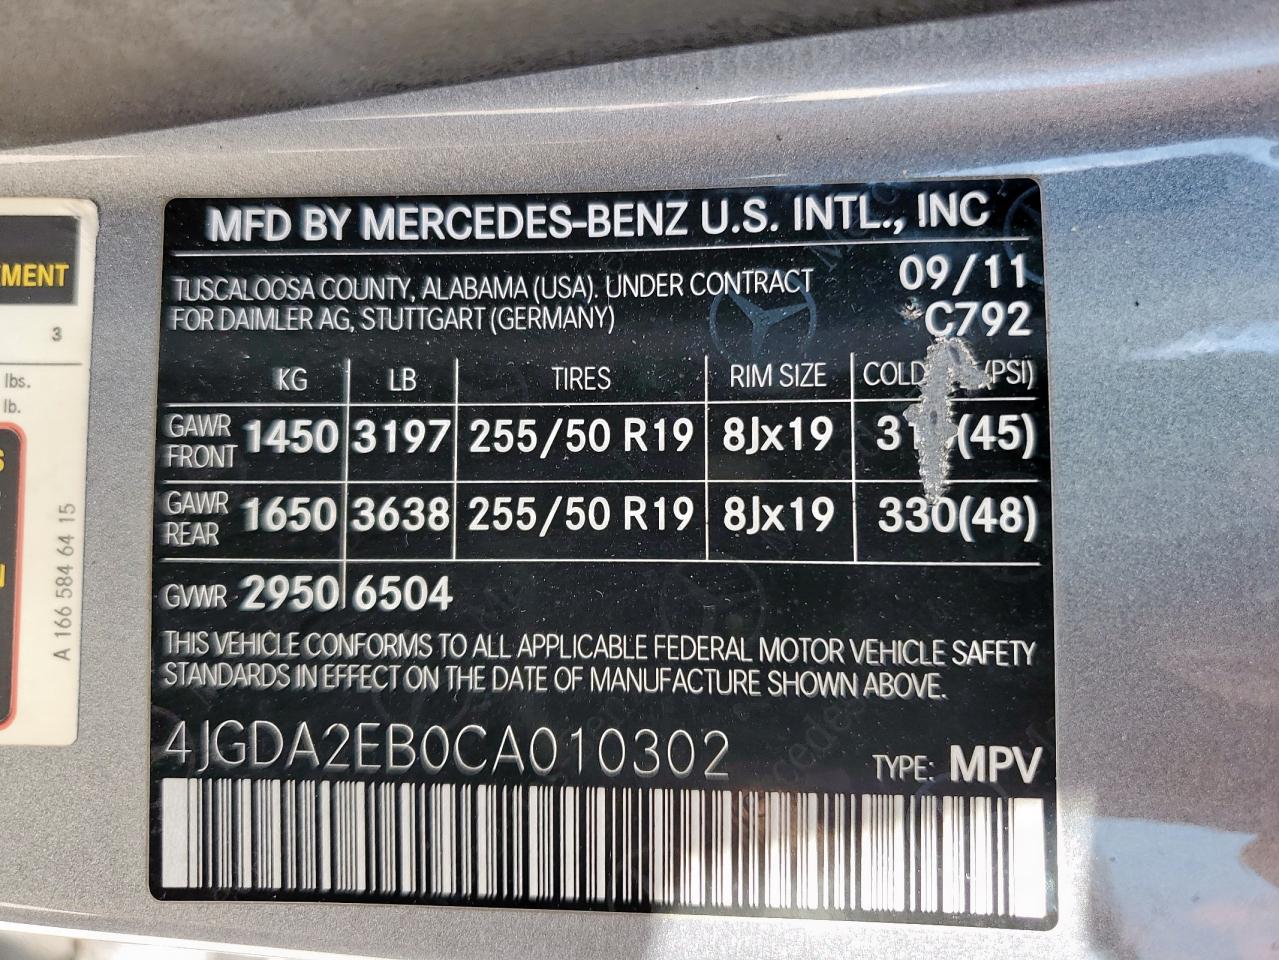 MFD BY MERCEDES-BENZ U.S. INTL., INC
TUSCALOOSA COUNTY, ALABAMA (USA). UNDER CONTRACT 09/11
FOR DAIMLER AG, STUTTGART (GERMANY) C792
KG LB TIRES RIM SIZE COLD (PSI)
GAWR FRONT 1450 3197 255/50 R19 8Jx19 (45)
GAWR REAR 1650 3638 255/50 R19 8Jx19 330(48)
GVWR 2950 6504
THIS VEHICLE CONFORMS TO ALL APPLICABLE FEDERAL MOTOR VEHICLE SAFETY
STANDARDS IN EFFECT ON THE DATE OF MANUFACTURE SHOWN ABOVE.
4JGDA2EB0CA010302 TYPE: MPV
3
lbs.
lb.
A 166 584 64 15